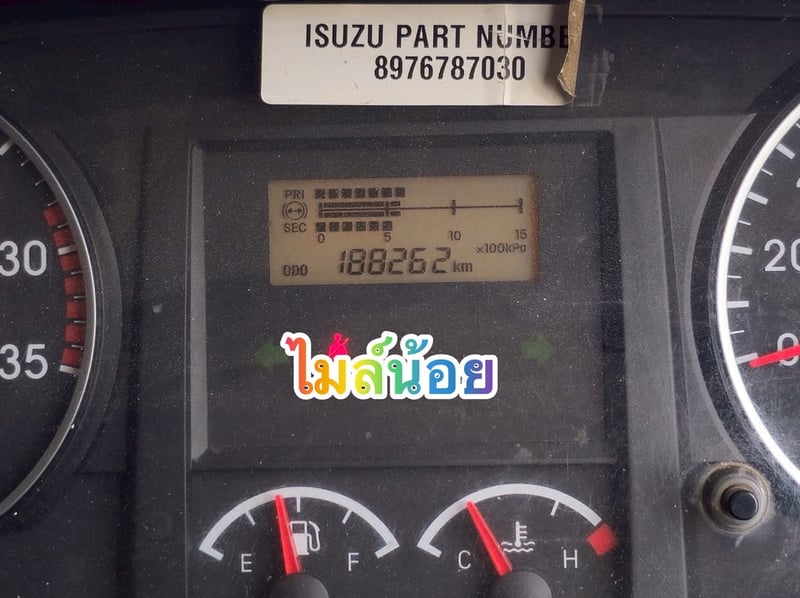 ISUZU PART NUMBE
8976787030
PRI
SEC
0 5 10 15
×100kPa
ODO 188262 km
30
35
20
0
ไมล์น้อย
E F
C H